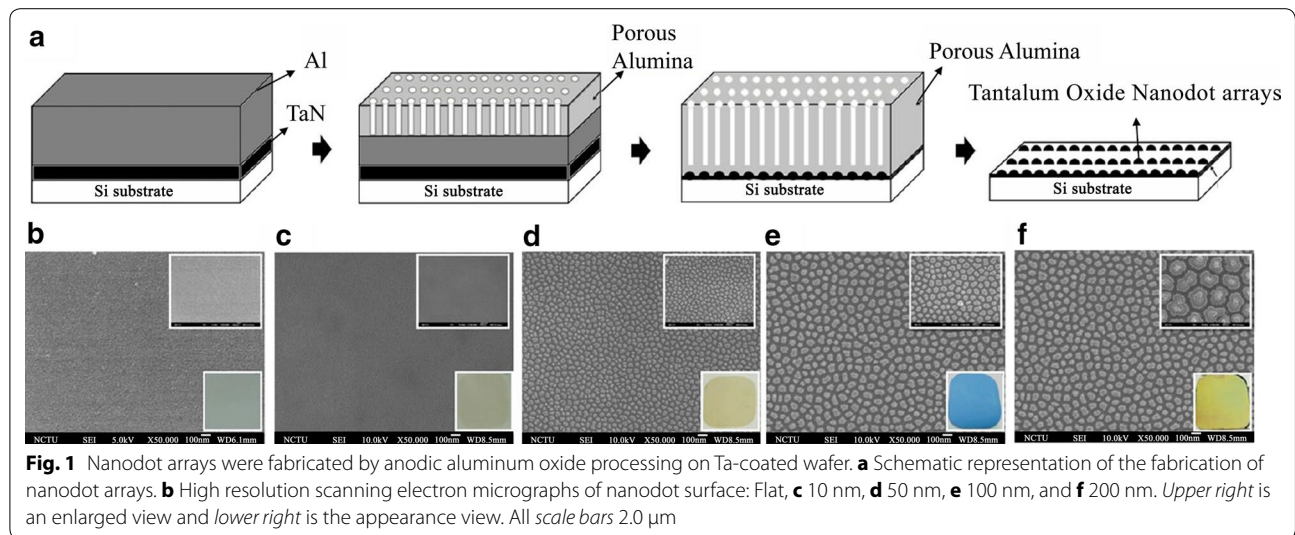 a
Al
TaN
Si substrate
Porous
Alumina
Si substrate
Porous Alumina
Si substrate
Tantalum Oxide Nanodot arrays
Si substrate
b
c
d
e
f
NCTU SEI 5.0kV X50.000 100nm WD6.1mm
NCTU SEI 10.0kV X50.000 100nm WD8.5mm
NCTU SEI 10.0kV X50.000 100nm WD8.5mm
NCTU SEI 10.0kV X50.000 100nm WD8.5mm
NCTU SEI 10.0kV X50.000 100nm WD8.5mm
Fig. 1 Nanodot arrays were fabricated by anodic aluminum oxide processing on Ta-coated wafer. a Schematic representation of the fabrication of
nanodot arrays. b High resolution scanning electron micrographs of nanodot surface: Flat, c 10 nm, d 50 nm, e 100 nm, and f 200 nm. Upper right is
an enlarged view and lower right is the appearance view. All scale bars 2.0 μm